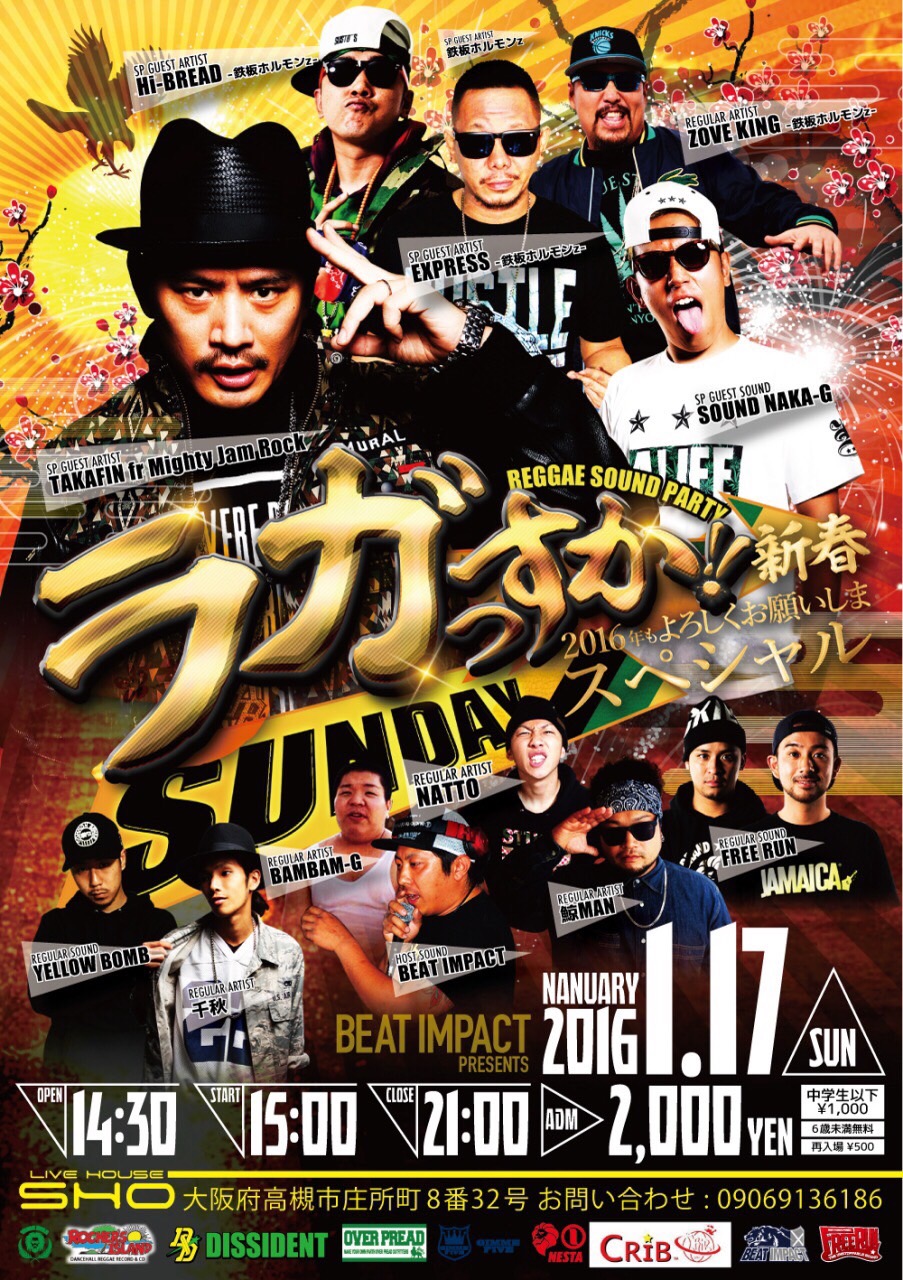 SP GUEST ARTIST
Hi-BREAD -鉄板ホルモンz-
SP GUEST ARTIST
鉄板ホルモンz
REGULAR ARTIST
ZOVE KING -鉄板ホルモンz-
SP GUEST ARTIST
EXPRESS -鉄板ホルモンz-
SP GUEST SOUND
SOUND NAKA-G
SP GUEST ARTIST
TAKAFIN fr Mighty Jam Rock
REGGAE SOUND PARTY
ラガっすか!!
新春
2016年もよろしくお願いしま
スペシャル
SUNDAY
REGULAR ARTIST
NATTO
REGULAR ARTIST
BAMBAM-G
REGULAR SOUND
FREE RUN
JAMAICA
REGULAR ARTIST
鯨MAN
REGULAR SOUND
YELLOW BOMB
REGULAR ARTIST
千秋
HOST SOUND
BEAT IMPACT
BEAT IMPACT
PRESENTS
NANUARY
2016
1.17
SUN
OPEN 14:30
START 15:00
CLOSE 21:00
ADM 2,000 YEN
中学生以下
¥1,000
6歳未満無料
再入場 ¥500
LIVE HOUSE
SHO
大阪府高槻市庄所町8番32号 お問い合わせ : 09069136186
ROCKERS ISLAND
DANCEHALL REGGAE RECORD & CD
DISSIDENT
OVER PREAD
GIMME FIVE
NESTA
CRIB
BEAT IMPACT
FREERUN